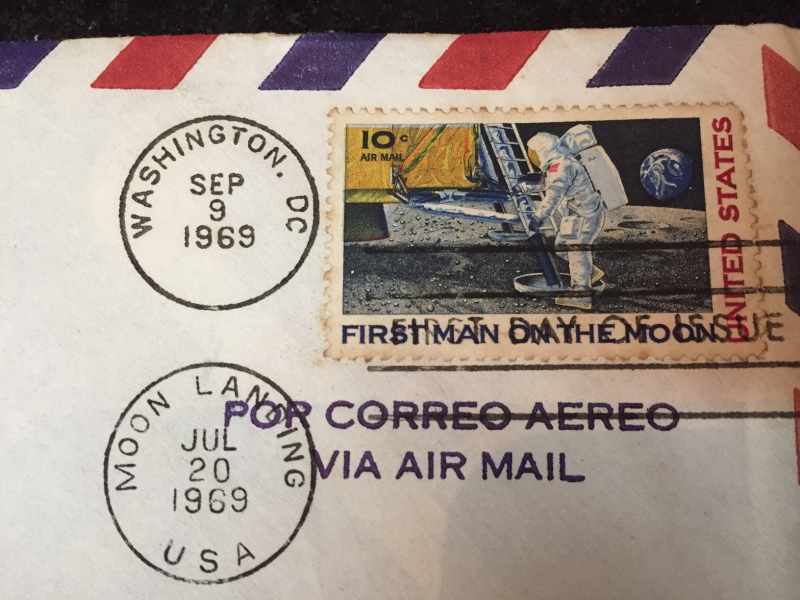 WASHINGTON, DC
SEP
9
1969
10c
AIR MAIL
UNITED STATES
FIRST MAN ON THE MOON
FIRST DAY OF ISSUE
MOON LANDING
JUL
20
1969
USA
POR CORREO AEREO
VIA AIR MAIL